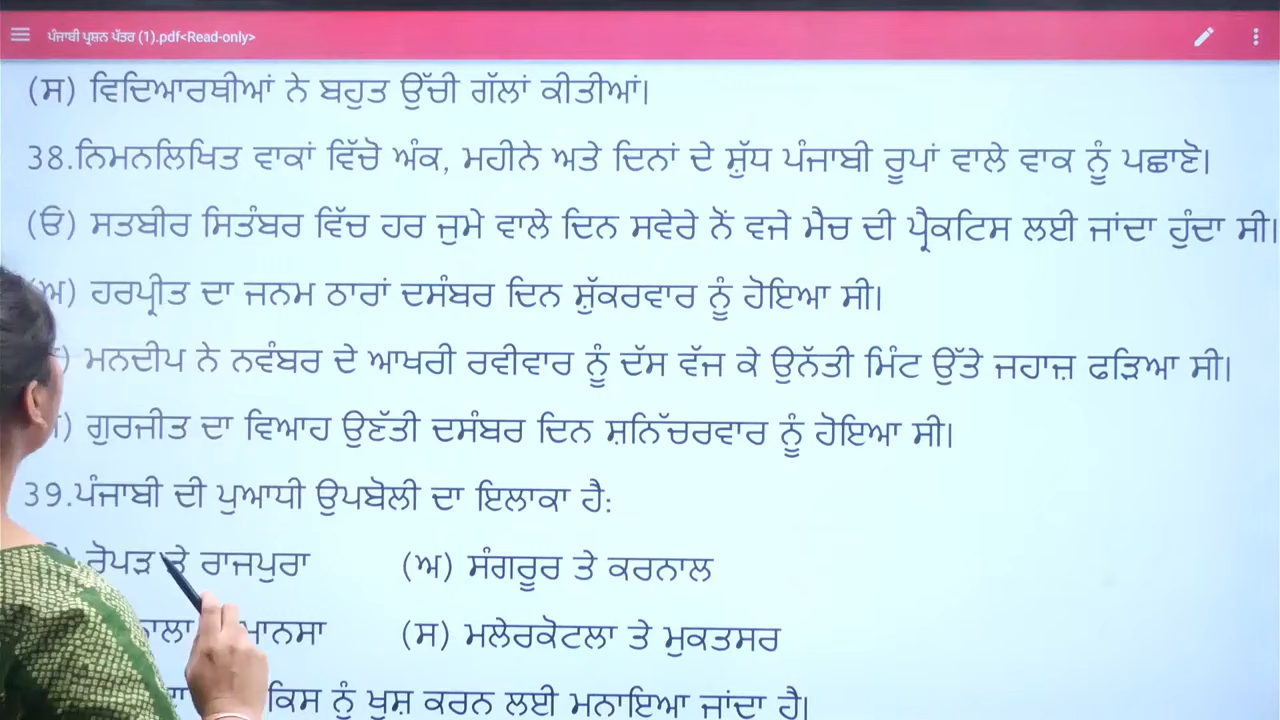 ਪੰਜਾਬੀ ਪ੍ਰਸ਼ਨ ਪੱਤਰ (1).pdf<Read-only>
(ਸ) ਵਿਦਿਆਰਥੀਆਂ ਨੇ ਬਹੁਤ ਉੱਚੀ ਗੱਲਾਂ ਕੀਤੀਆਂ।
38.ਨਿਮਨਲਿਖਿਤ ਵਾਕਾਂ ਵਿੱਚੋ ਅੰਕ, ਮਹੀਨੇ ਅਤੇ ਦਿਨਾਂ ਦੇ ਸ਼ੁੱਧ ਪੰਜਾਬੀ ਰੂਪਾਂ ਵਾਲੇ ਵਾਕ ਨੂੰ ਪਛਾਣੋ।
(ੳ) ਸਤਬੀਰ ਸਿਤੰਬਰ ਵਿੱਚ ਹਰ ਜੁਮੇ ਵਾਲੇ ਦਿਨ ਸਵੇਰੇ ਨੋਂ ਵਜੇ ਮੈਚ ਦੀ ਪ੍ਰੈਕਟਿਸ ਲਈ ਜਾਂਦਾ ਹੁੰਦਾ ਸੀ।
(ਅ) ਹਰਪ੍ਰੀਤ ਦਾ ਜਨਮ ਠਾਰਾਂ ਦਸੰਬਰ ਦਿਨ ਸ਼ੁੱਕਰਵਾਰ ਨੂੰ ਹੋਇਆ ਸੀ।
) ਮਨਦੀਪ ਨੇ ਨਵੰਬਰ ਦੇ ਆਖਰੀ ਰਵੀਵਾਰ ਨੂੰ ਦੱਸ ਵੱਜ ਕੇ ਉਨੱਤੀ ਮਿੰਟ ਉੱਤੇ ਜਹਾਜ਼ ਫੜਿਆ ਸੀ।
) ਗੁਰਜੀਤ ਦਾ ਵਿਆਹ ਉਣੱਤੀ ਦਸੰਬਰ ਦਿਨ ਸ਼ਨਿੱਚਰਵਾਰ ਨੂੰ ਹੋਇਆ ਸੀ।
39.ਪੰਜਾਬੀ ਦੀ ਪੁਆਧੀ ਉਪਬੋਲੀ ਦਾ ਇਲਾਕਾ ਹੈ:
) ਰੋਪੜ ਤੇ ਰਾਜਪੁਰਾ (ਅ) ਸੰਗਰੂਰ ਤੇ ਕਰਨਾਲ
ਮਾਨਸਾ (ਸ) ਮਲੇਰਕੋਟਲਾ ਤੇ ਮੁਕਤਸਰ
ਕਿਸ ਨੂੰ ਖੁਸ਼ ਕਰਨ ਲਈ ਮਨਾਇਆ ਜਾਂਦਾ ਹੈ।